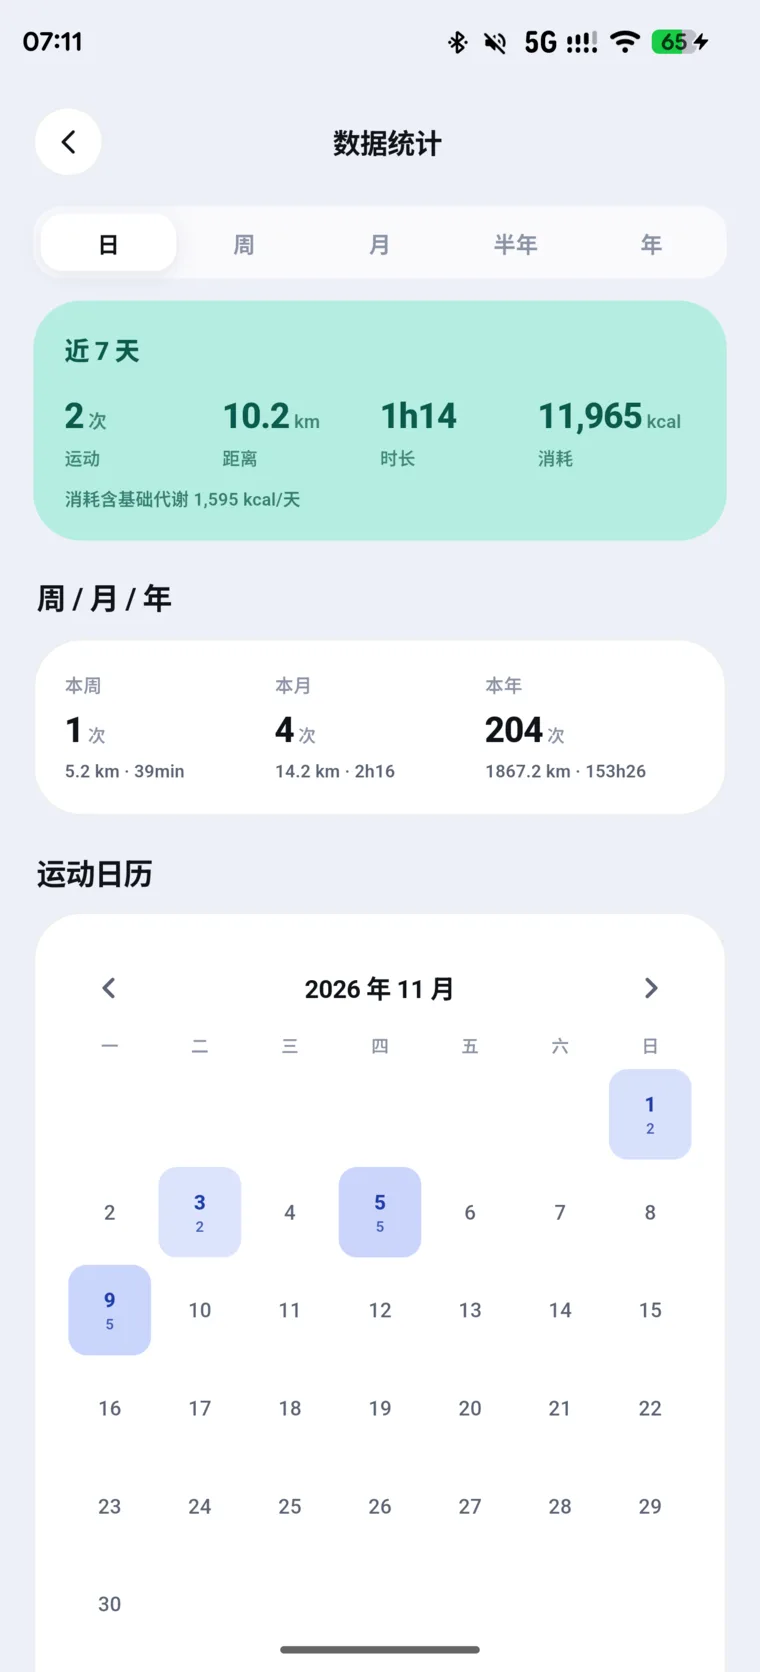 07:11 5G 65
数据统计
日 周 月 半年 年
近 7 天
2 次 10.2 km 1h14 11,965 kcal
运动 距离 时长 消耗
消耗含基础代谢 1,595 kcal/天
周 / 月 / 年
本周 本月 本年
1 次 4 次 204 次
5.2 km · 39min 14.2 km · 2h16 1867.2 km · 153h26
运动日历
2026 年 11 月
一 二 三 四 五 六 日
1
2
2 3 4 5 6 7 8
2 5
9 10 11 12 13 14 15
5
16 17 18 19 20 21 22
23 24 25 26 27 28 29
30